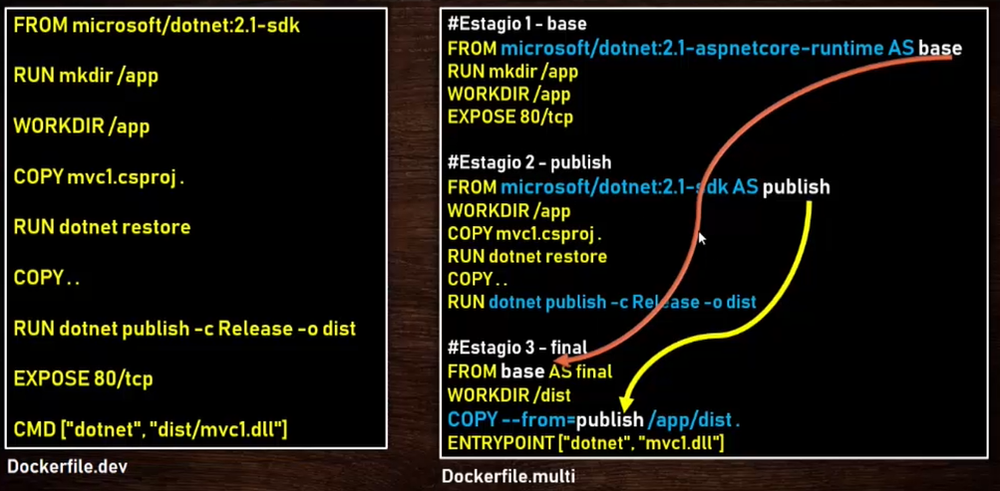 FROM microsoft/dotnet:2.1-sdk
RUN mkdir /app
WORKDIR /app
COPY mvc1.csproj .
RUN dotnet restore
COPY . .
RUN dotnet publish -c Release -o dist
EXPOSE 80/tcp
CMD ["dotnet", "dist/mvc1.dll"]
Dockerfile.dev
#Estagio 1 - base
FROM microsoft/dotnet:2.1-aspnetcore-runtime AS base
RUN mkdir /app
WORKDIR /app
EXPOSE 80/tcp
#Estagio 2 - publish
FROM microsoft/dotnet:2.1-sdk AS publish
WORKDIR /app
COPY mvc1.csproj .
RUN dotnet restore
COPY . .
RUN dotnet publish -c Release -o dist
#Estagio 3 - final
FROM base AS final
WORKDIR /dist
COPY --from=publish /app/dist .
ENTRYPOINT ["dotnet", "mvc1.dll"]
Dockerfile.multi